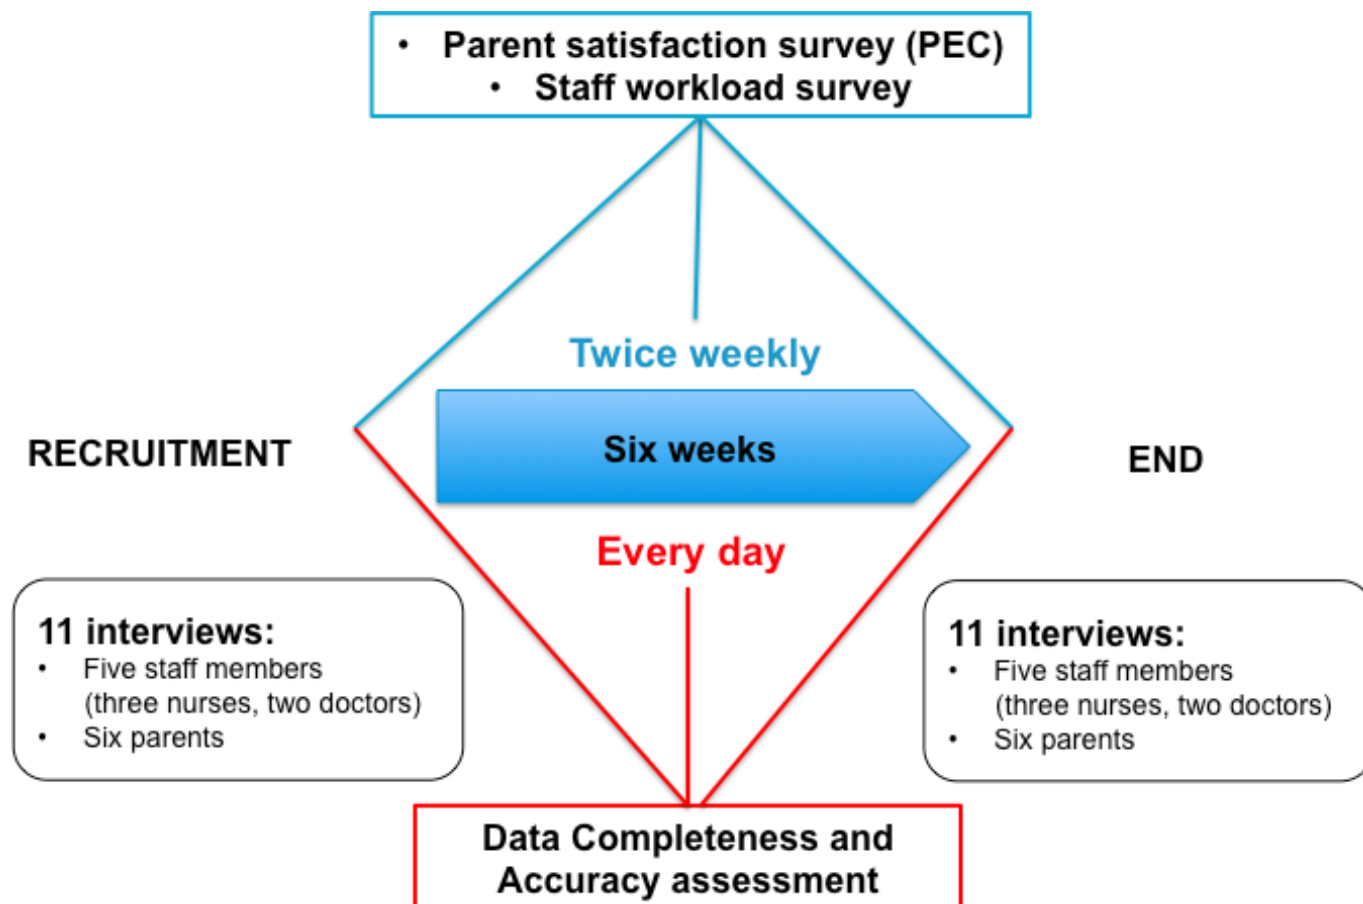 • Parent satisfaction survey (PEC)
• Staff workload survey
Twice weekly
RECRUITMENT
Six weeks
END
Every day
11 interviews:
• Five staff members
(three nurses, two doctors)
• Six parents
11 interviews:
• Five staff members
(three nurses, two doctors)
• Six parents
Data Completeness and
Accuracy assessment